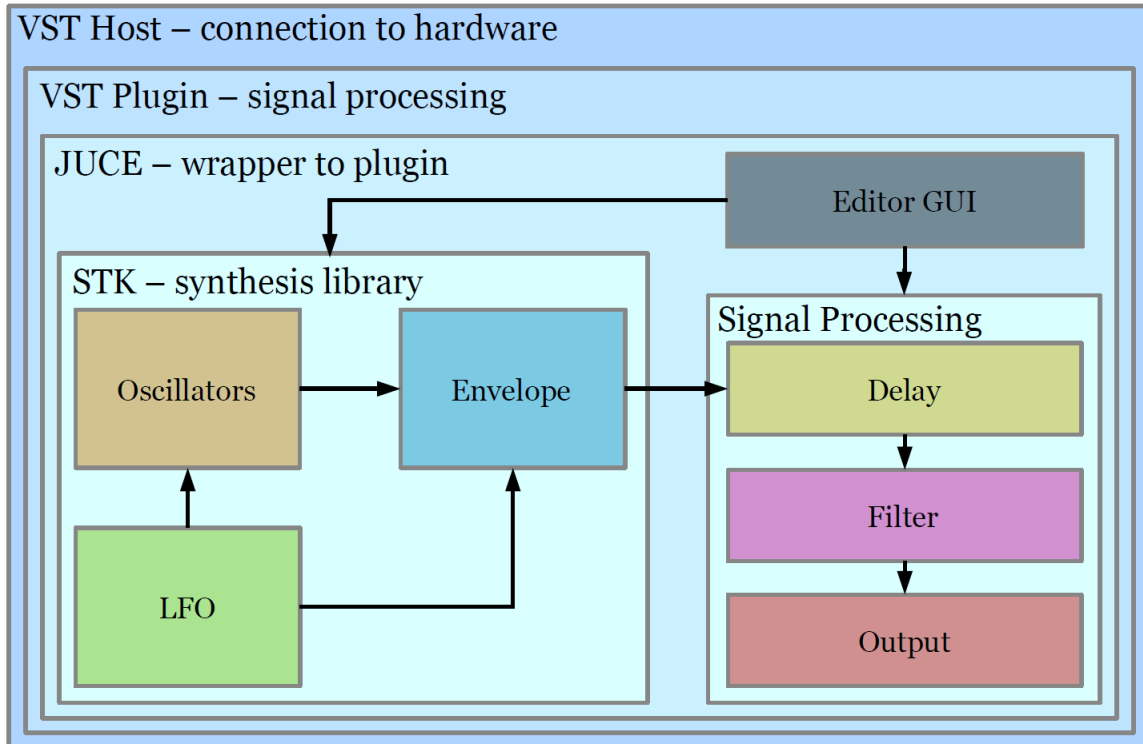 VST Host – connection to hardware
VST Plugin – signal processing
JUCE – wrapper to plugin
Editor GUI
STK – synthesis library
Signal Processing
Oscillators
Envelope
Delay
Filter
LFO
Output